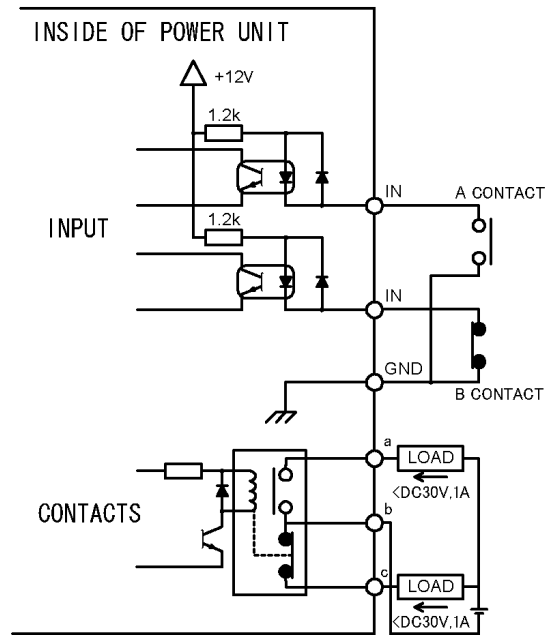 INSIDE OF POWER UNIT
+12V
1.2k
IN
A CONTACT
1.2k
INPUT
IN
GND
B CONTACT
a
LOAD
<DC30V,1A
CONTACTS
b
c
LOAD
<DC30V,1A